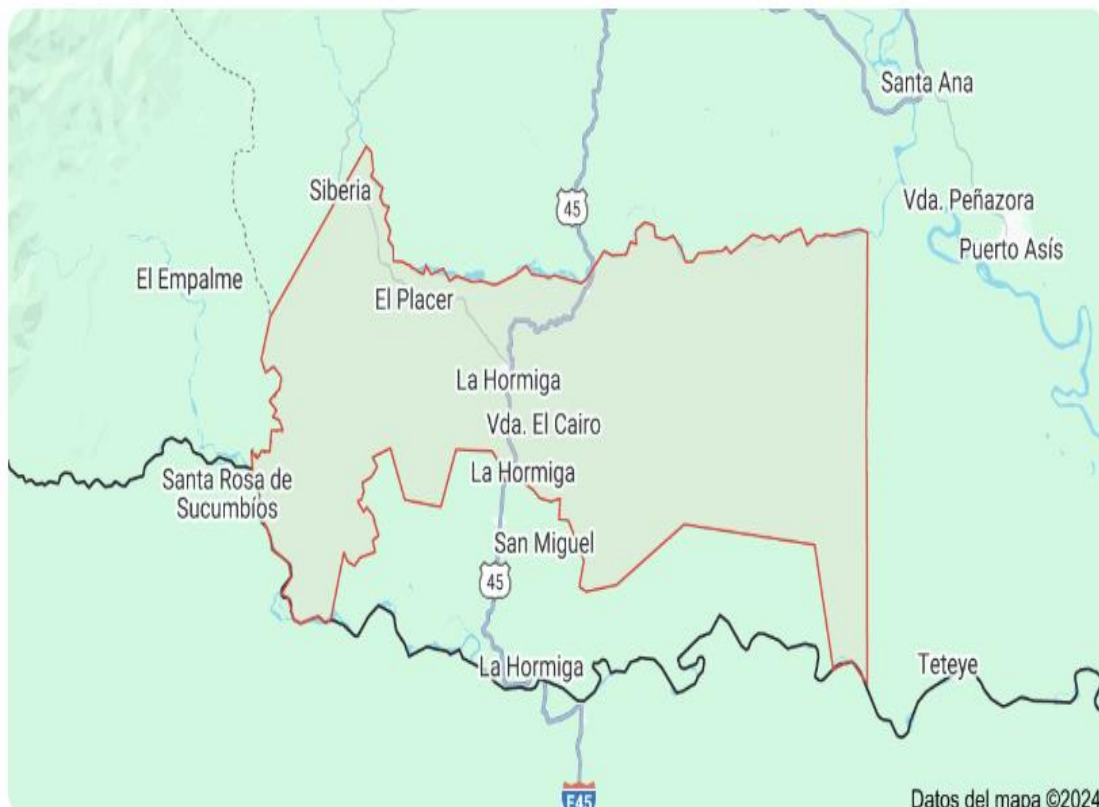 Santa Ana
Siberia
45
Vda. Peñazora
Puerto Asís
El Empalme
El Placer
La Hormiga
Vda. El Cairo
La Hormiga
Santa Rosa de
Sucumbíos
San Miguel
45
La Hormiga
Teteye
E45
Datos del mapa ©2024